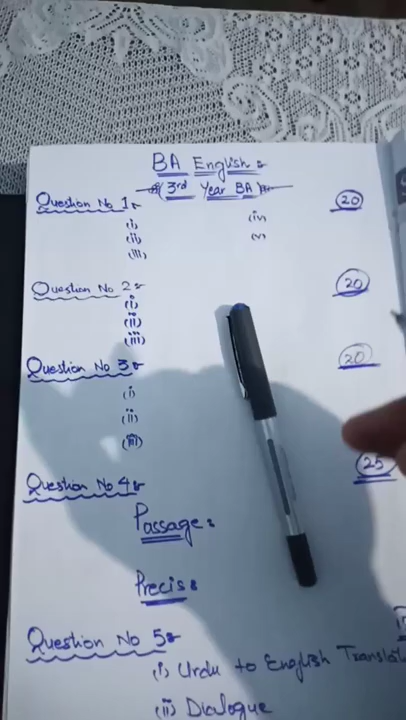 BA English:
(3rd Year BA)
Question No 1:
20
(i)
(iv)
(ii)
(v)
(iii)
Question No 2:
20
(i)
(ii)
(iii)
Question No 3:
20
(i)
(ii)
(iii)
Question No 4:
25
Passage:
Precis:
Question No 5:
(i) Urdu to English
(ii) Dialogue